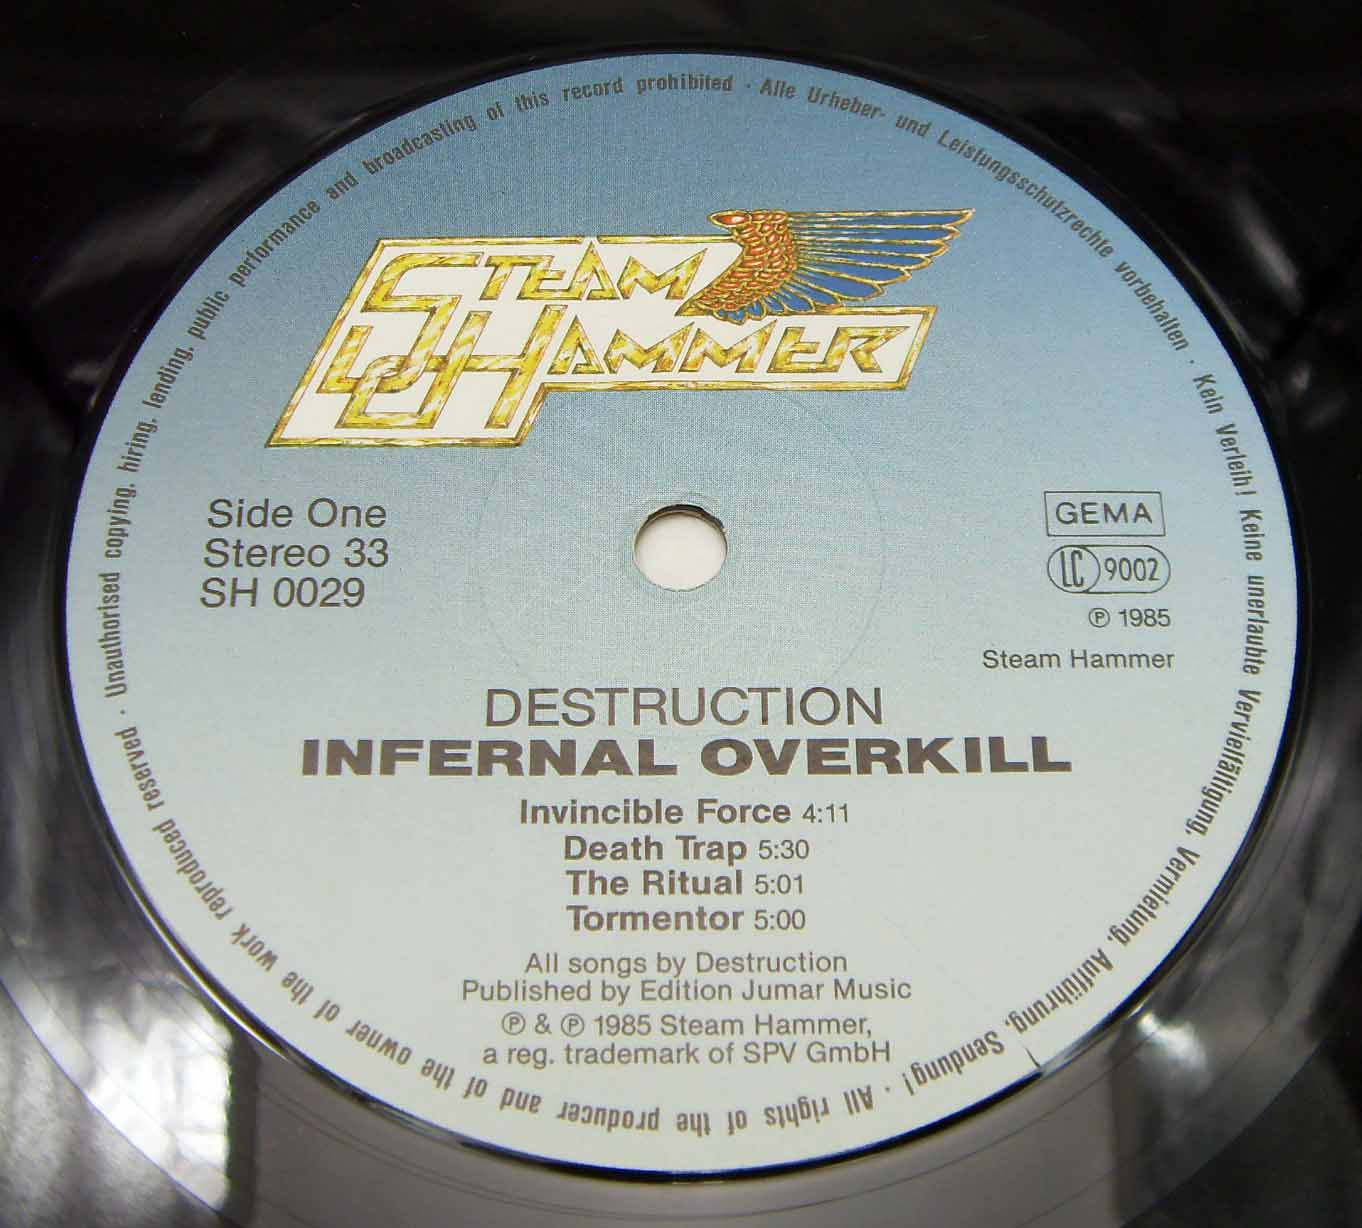 STEAM
HAMMER
Side One
Stereo 33
SH 0029
GEMA
LC 9002
℗ 1985
Steam Hammer
DESTRUCTION
INFERNAL OVERKILL
Invincible Force 4:11
Death Trap 5:30
The Ritual 5:01
Tormentor 5:00
All songs by Destruction
Published by Edition Jumar Music
℗ & ℗ 1985 Steam Hammer,
a reg. trademark of SPV GmbH
All rights of the producer and of the owner of the work reproduced reserved · Unauthorised copying, hiring, lending, public performance and broadcasting of this record prohibited · Alle Urheber- und Leistungsschutzrechte vorbehalten · Kein Verleih! Keine unerlaubte Vervielfältigung, Vermietung, Aufführung, Sendung! ·